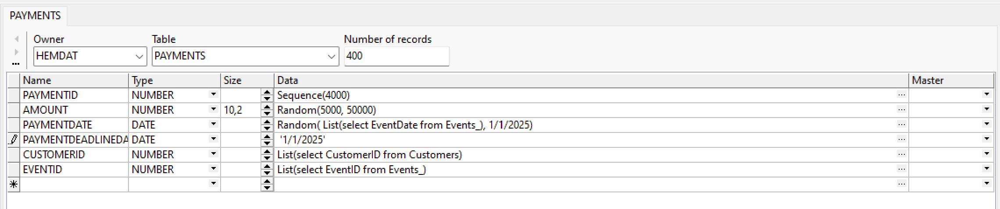 PAYMENTS
Owner Table Number of records
HEMDAT PAYMENTS 400
Name Type Size Data Master
PAYMENTID NUMBER Sequence(4000)
AMOUNT NUMBER 10,2 Random(5000, 50000)
PAYMENTDATE DATE Random( List(select EventDate from Events_), 1/1/2025)
PAYMENTDEADLINEDA DATE '1/1/2025'
CUSTOMERID NUMBER List(select CustomerID from Customers)
EVENTID NUMBER List(select EventID from Events_)